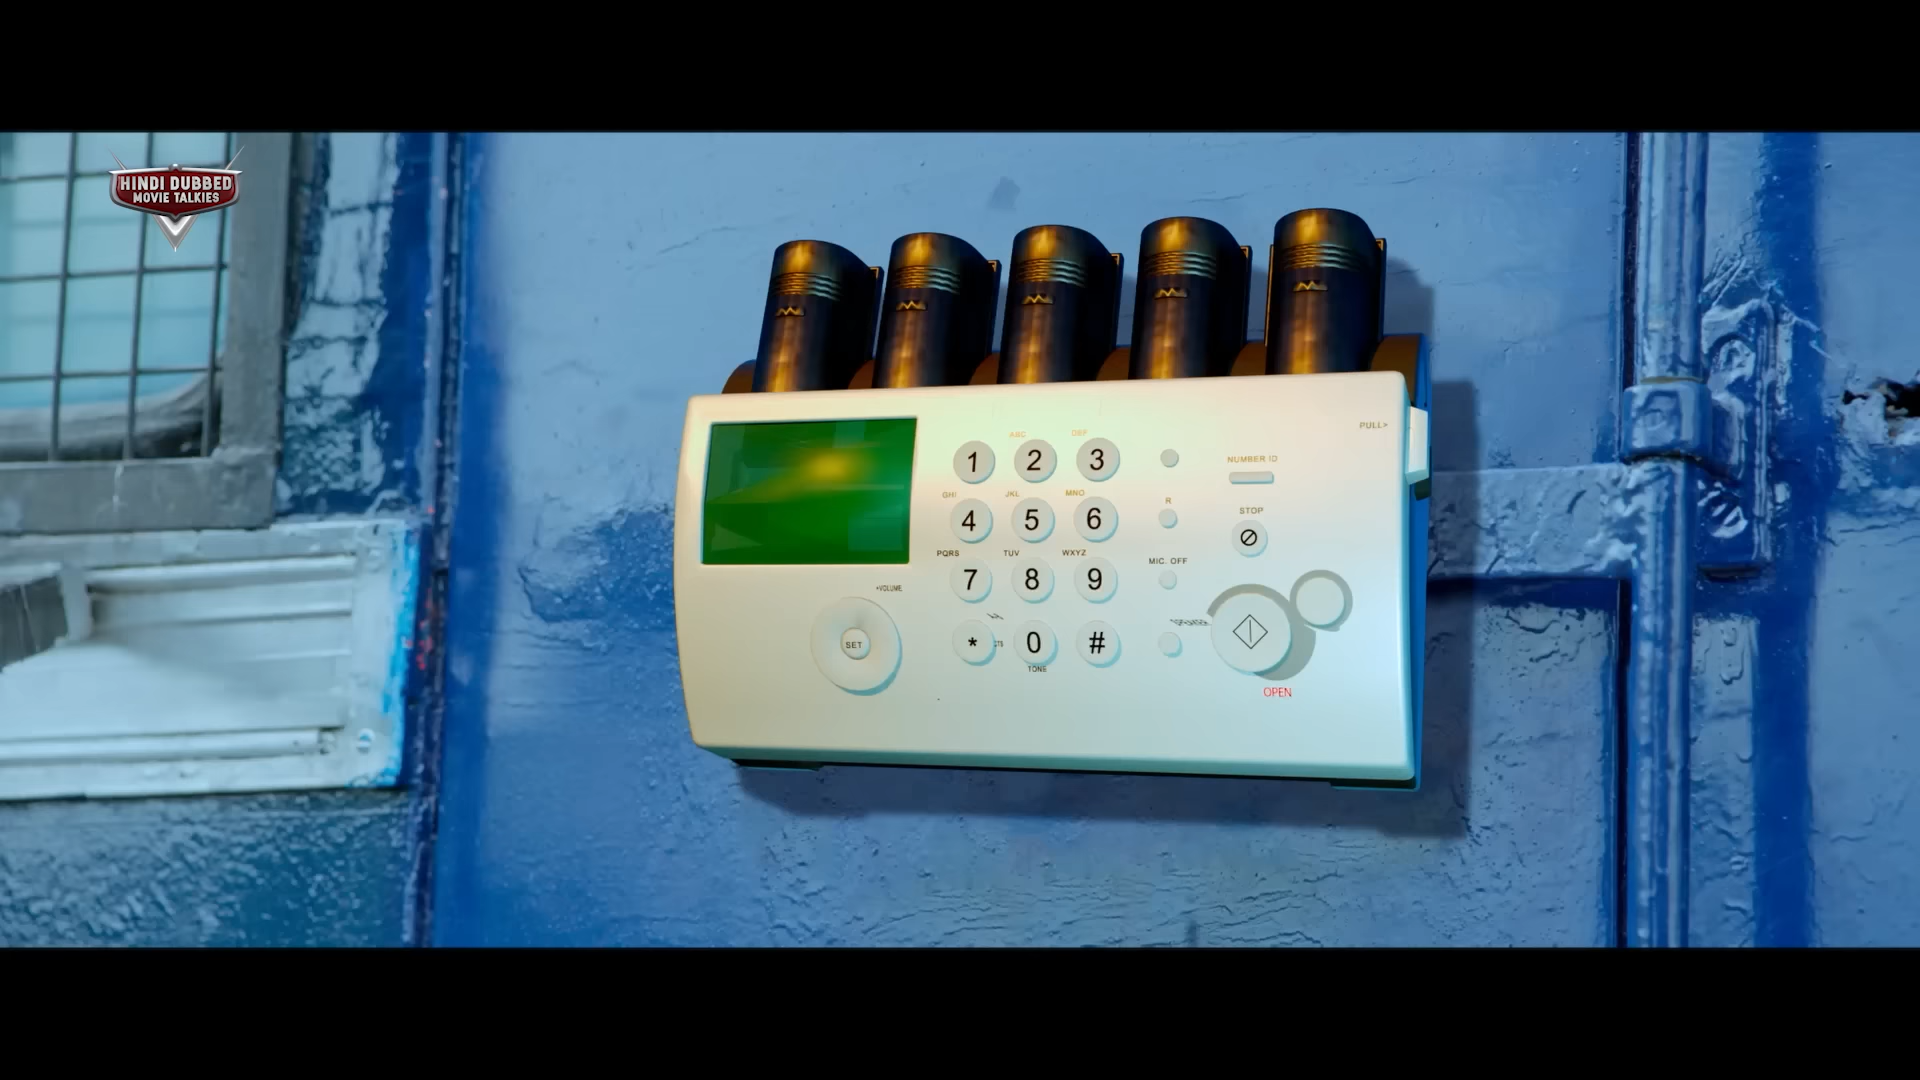 HINDI DUBBED
MOVIE TALKIES
PULL>
ABC
DEF
1
2
3
NUMBER ID
GHI
JKL
MNO
R
STOP
4
5
6
PQRS
TUV
WXYZ
MIC. OFF
7
8
9
+VOLUME
SET
*
0
#
TONE
OPEN